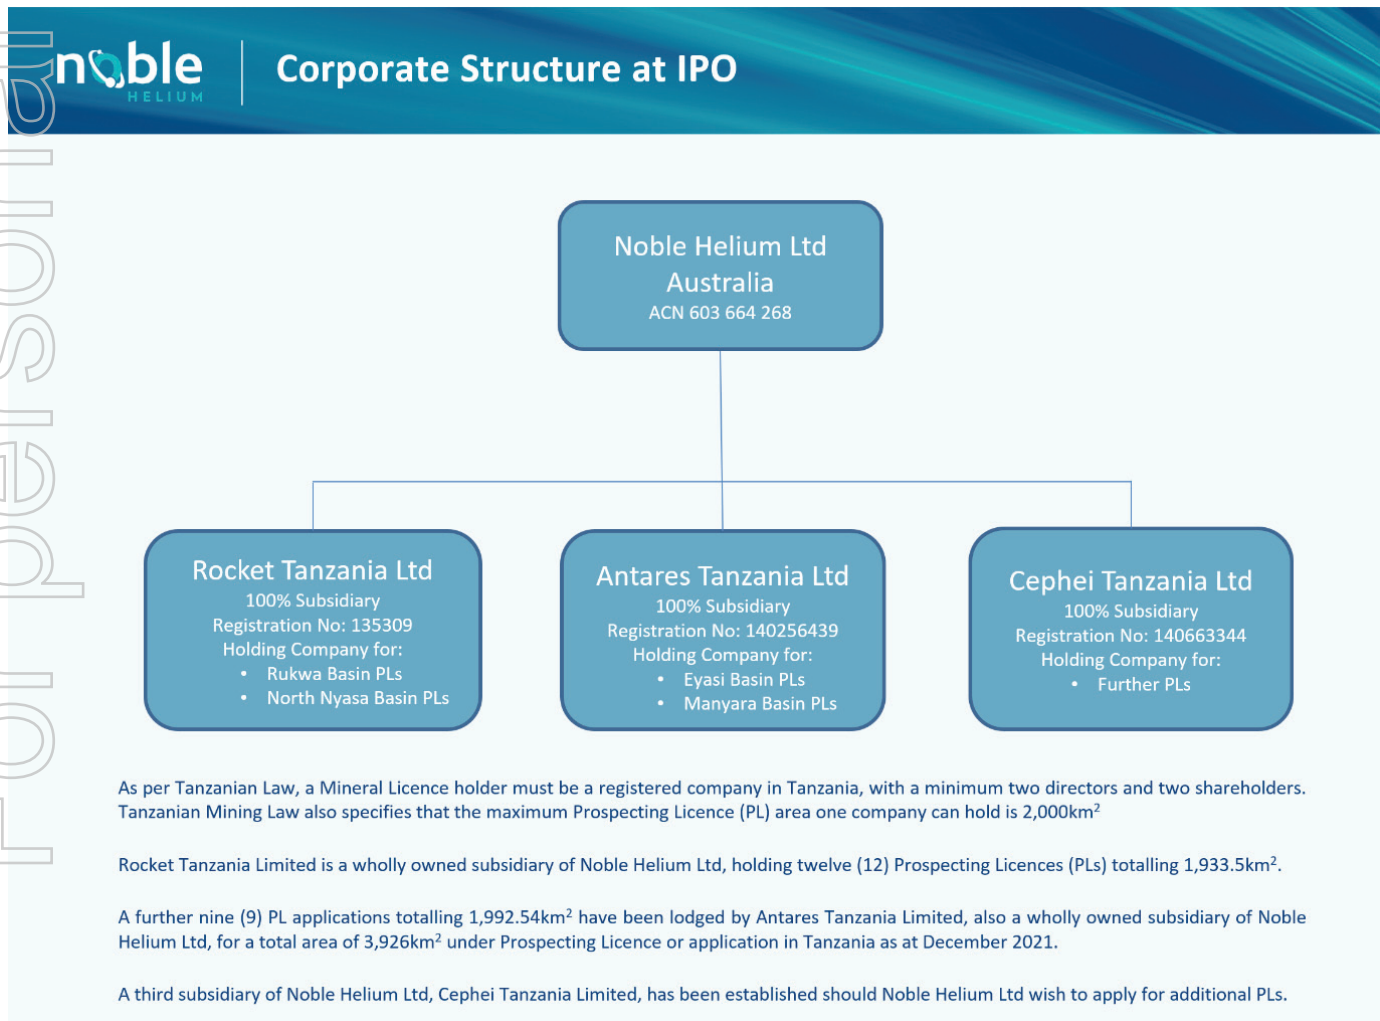 noble
HELIUM
Corporate Structure at IPO
For personal
Noble Helium Ltd
Australia
ACN 603 664 268
Rocket Tanzania Ltd
100% Subsidiary
Registration No: 135309
Holding Company for:
• Rukwa Basin PLs
• North Nyasa Basin PLs
Antares Tanzania Ltd
100% Subsidiary
Registration No: 140256439
Holding Company for:
• Eyasi Basin PLs
• Manyara Basin PLs
Cephei Tanzania Ltd
100% Subsidiary
Registration No: 140663344
Holding Company for:
• Further PLs
As per Tanzanian Law, a Mineral Licence holder must be a registered company in Tanzania, with a minimum two directors and two shareholders.
Tanzanian Mining Law also specifies that the maximum Prospecting Licence (PL) area one company can hold is 2,000km²
Rocket Tanzania Limited is a wholly owned subsidiary of Noble Helium Ltd, holding twelve (12) Prospecting Licences (PLs) totalling 1,933.5km².
A further nine (9) PL applications totalling 1,992.54km² have been lodged by Antares Tanzania Limited, also a wholly owned subsidiary of Noble
Helium Ltd, for a total area of 3,926km² under Prospecting Licence or application in Tanzania as at December 2021.
A third subsidiary of Noble Helium Ltd, Cephei Tanzania Limited, has been established should Noble Helium Ltd wish to apply for additional PLs.